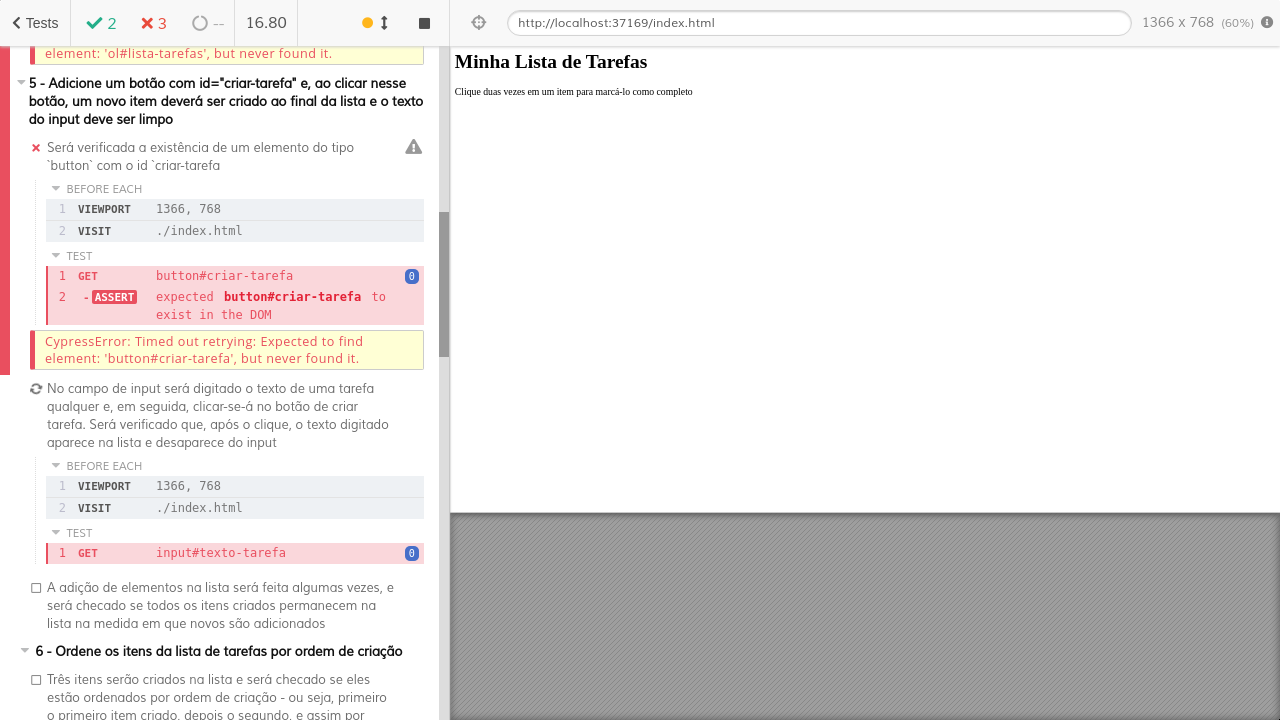 Tests 2 3 -- 16.80
http://localhost:37169/index.html 1366 x 768 (60%)
element: 'ol#lista-tarefas', but never found it.
5 - Adicione um botão com id="criar-tarefa" e, ao clicar nesse
botão, um novo item deverá ser criado ao final da lista e o texto
do input deve ser limpo
Será verificada a existência de um elemento do tipo
`button` com o id `criar-tarefa
BEFORE EACH
1 VIEWPORT 1366, 768
2 VISIT ./index.html
TEST
1 GET button#criar-tarefa 0
2 -ASSERT expected button#criar-tarefa to
exist in the DOM
CypressError: Timed out retrying: Expected to find
element: 'button#criar-tarefa', but never found it.
No campo de input será digitado o texto de uma tarefa
qualquer e, em seguida, clicar-se-á no botão de criar
tarefa. Será verificado que, após o clique, o texto digitado
aparece na lista e desaparece do input
BEFORE EACH
1 VIEWPORT 1366, 768
2 VISIT ./index.html
TEST
1 GET input#texto-tarefa 0
A adição de elementos na lista será feita algumas vezes, e
será checado se todos os itens criados permanecem na
lista na medida em que novos são adicionados
6 - Ordene os itens da lista de tarefas por ordem de criação
Três itens serão criados na lista e será checado se eles
estão ordenados por ordem de criação - ou seja, primeiro
o primeiro item criado, depois o segundo, e assim por
Minha Lista de Tarefas
Clique duas vezes em um item para marcá-lo como completo